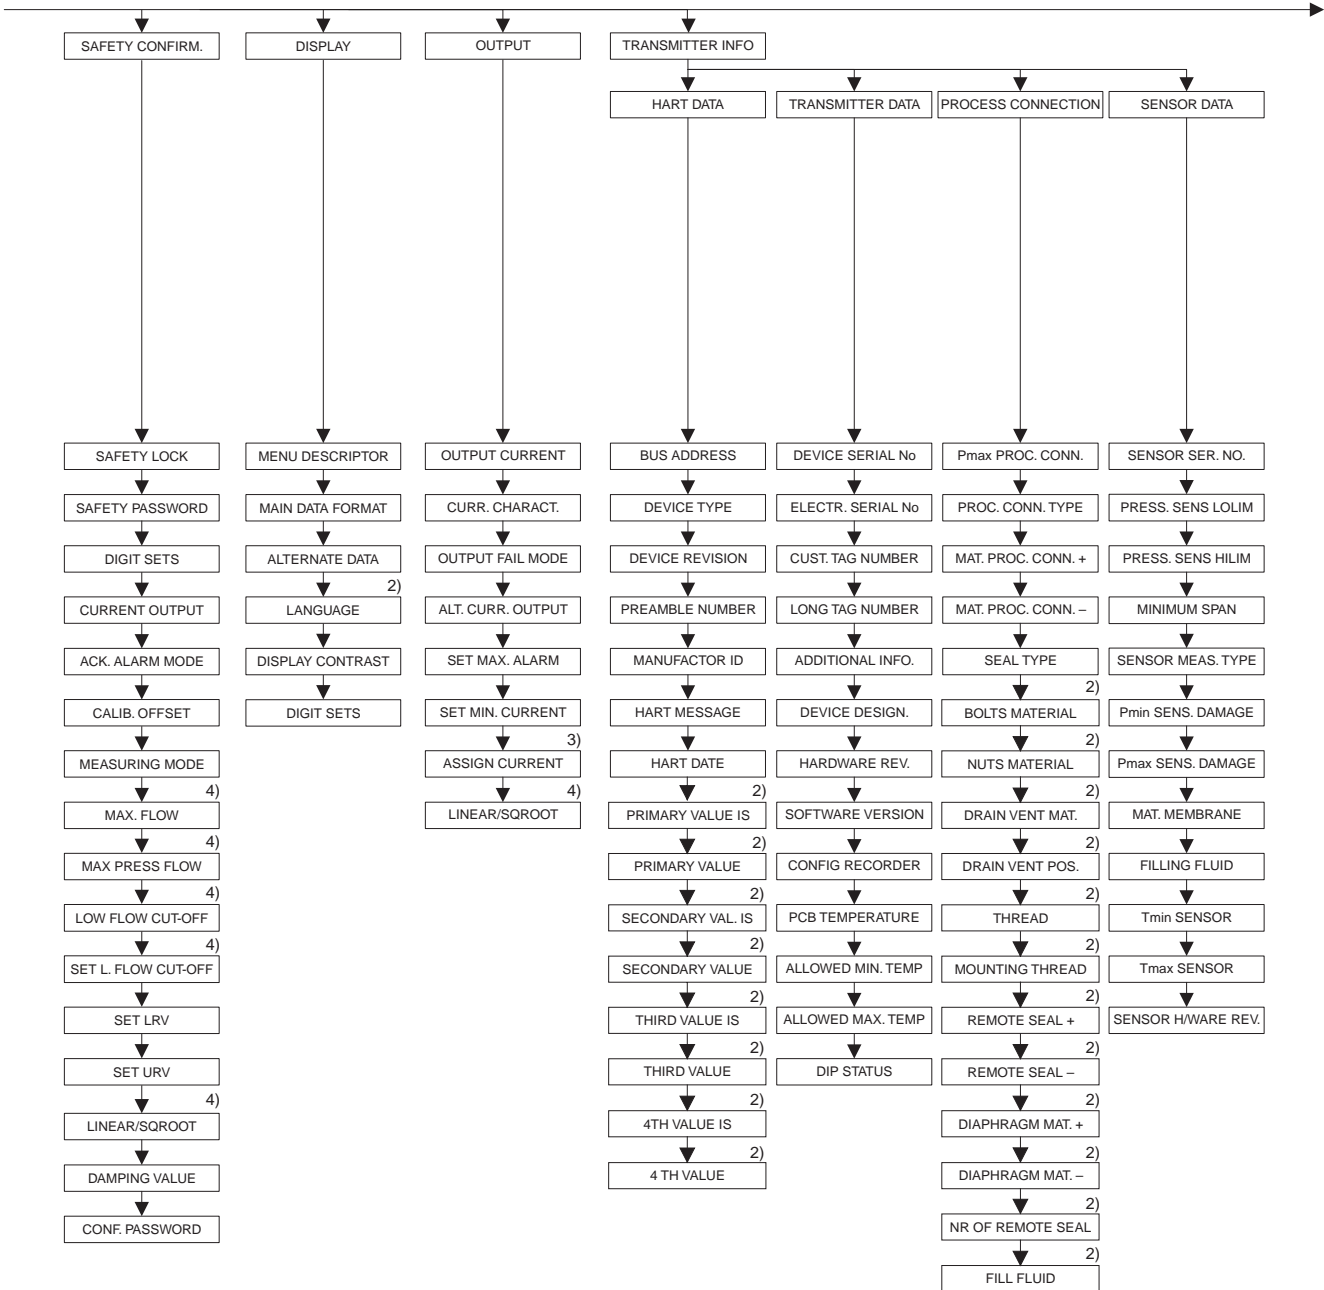 SAFETY CONFIRM.
DISPLAY
OUTPUT
TRANSMITTER INFO
HART DATA
TRANSMITTER DATA
PROCESS CONNECTION
SENSOR DATA
SAFETY LOCK
SAFETY PASSWORD
DIGIT SETS
CURRENT OUTPUT
ACK. ALARM MODE
CALIB. OFFSET
MEASURING MODE
4)
MAX. FLOW
4)
MAX PRESS FLOW
4)
LOW FLOW CUT-OFF
4)
SET L. FLOW CUT-OFF
SET LRV
SET URV
4)
LINEAR/SQROOT
DAMPING VALUE
CONF. PASSWORD
MENU DESCRIPTOR
MAIN DATA FORMAT
ALTERNATE DATA
2)
LANGUAGE
DISPLAY CONTRAST
DIGIT SETS
OUTPUT CURRENT
CURR. CHARACT.
OUTPUT FAIL MODE
ALT. CURR. OUTPUT
SET MAX. ALARM
SET MIN. CURRENT
3)
ASSIGN CURRENT
4)
LINEAR/SQROOT
BUS ADDRESS
DEVICE TYPE
DEVICE REVISION
PREAMBLE NUMBER
MANUFACTOR ID
HART MESSAGE
HART DATE
2)
PRIMARY VALUE IS
2)
PRIMARY VALUE
2)
SECONDARY VAL. IS
2)
SECONDARY VALUE
2)
THIRD VALUE IS
2)
THIRD VALUE
2)
4TH VALUE IS
2)
4 TH VALUE
DEVICE SERIAL No
ELECTR. SERIAL No
CUST. TAG NUMBER
LONG TAG NUMBER
ADDITIONAL INFO.
DEVICE DESIGN.
HARDWARE REV.
SOFTWARE VERSION
CONFIG RECORDER
PCB TEMPERATURE
ALLOWED MIN. TEMP
ALLOWED MAX. TEMP
DIP STATUS
Pmax PROC. CONN.
PROC. CONN. TYPE
MAT. PROC. CONN. +
MAT. PROC. CONN. –
SEAL TYPE
2)
BOLTS MATERIAL
2)
NUTS MATERIAL
2)
DRAIN VENT MAT.
2)
DRAIN VENT POS.
2)
THREAD
2)
MOUNTING THREAD
2)
REMOTE SEAL +
2)
REMOTE SEAL –
2)
DIAPHRAGM MAT. +
2)
DIAPHRAGM MAT. –
2)
NR OF REMOTE SEAL
2)
FILL FLUID
SENSOR SER. NO.
PRESS. SENS LOLIM
PRESS. SENS HILIM
MINIMUM SPAN
SENSOR MEAS. TYPE
Pmin SENS. DAMAGE
Pmax SENS. DAMAGE
MAT. MEMBRANE
FILLING FLUID
Tmin SENSOR
Tmax SENSOR
SENSOR H/WARE REV.